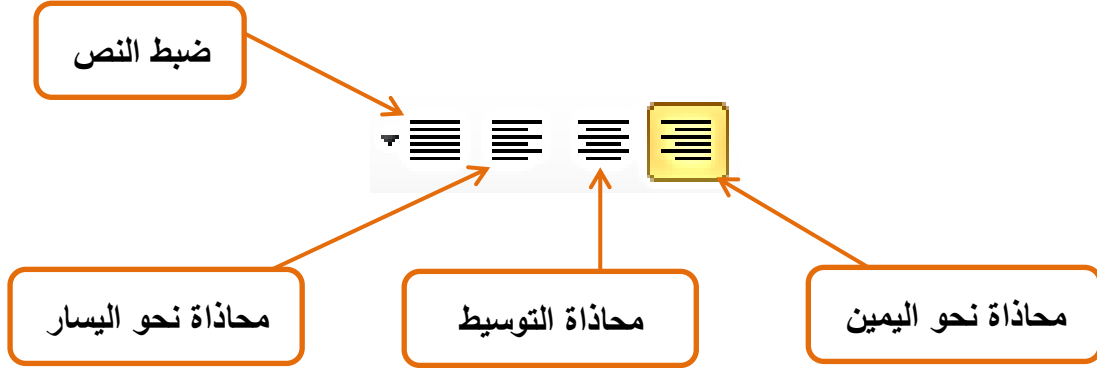 ضبط النص
محاذاة نحو اليمين
محاذاة التوسيط
محاذاة نحو اليسار